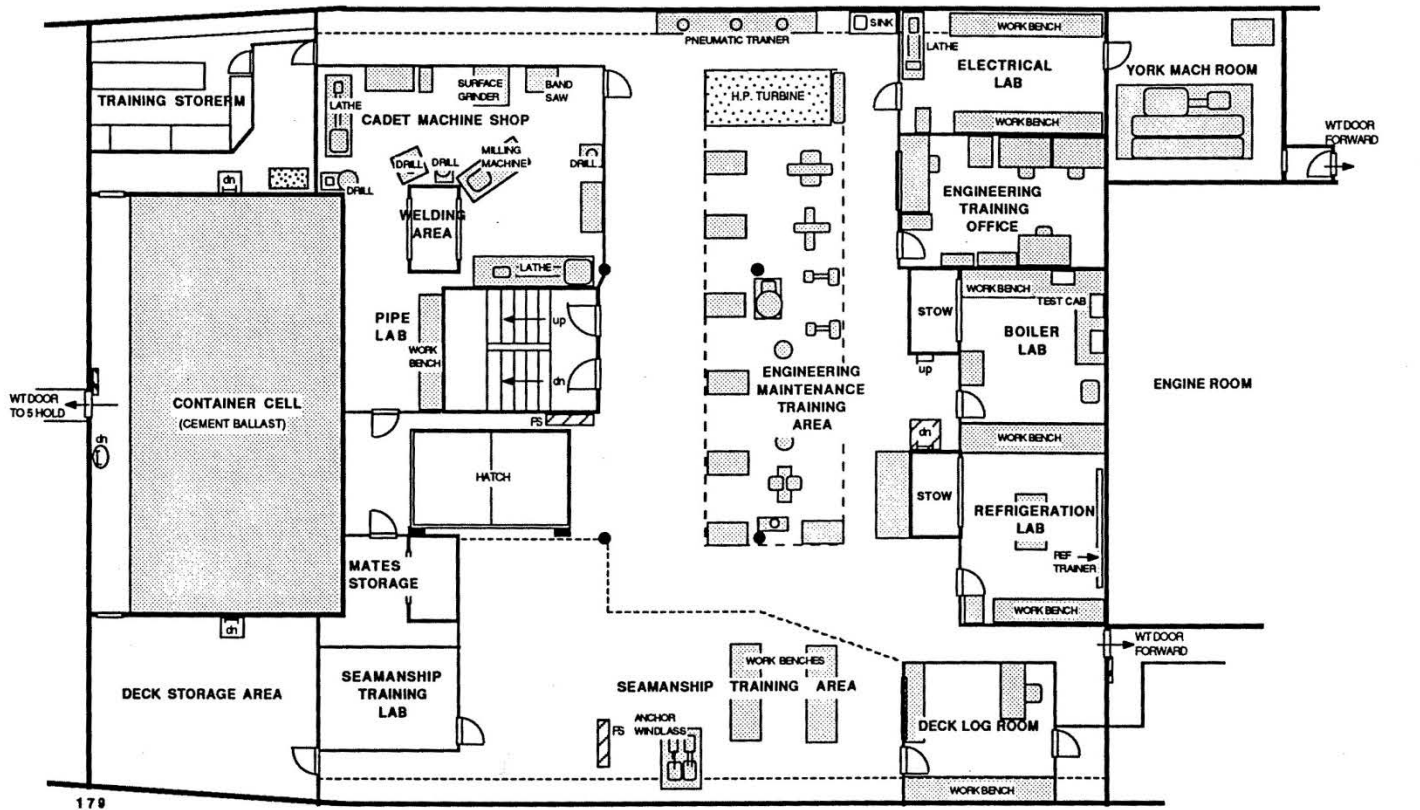 PNEUMATIC TRAINER
SINK
LATHE
WORK BENCH
ELECTRICAL LAB
WORK BENCH
YORK MACH ROOM
WT DOOR
FORWARD
TRAINING STORERM
LATHE
SURFACE
GRINDER
BAND
SAW
CADET MACHINE SHOP
DRILL
DRILL
MILLING
MACHINE
DRILL
DRILL
dn
WELDING
AREA
LATHE
H.P. TURBINE
ENGINEERING
TRAINING
OFFICE
PIPE
LAB
WORK
BENCH
up
dn
FS
STOW
up
WORK BENCH
TEST CAB
BOILER
LAB
ENGINE ROOM
WT DOOR
TO 5 HOLD
dn
CONTAINER CELL
(CEMENT BALLAST)
ENGINEERING
MAINTENANCE
TRAINING
AREA
dn
WORK BENCH
HATCH
STOW
REFRIGERATION
LAB
REF
TRAINER
WORK BENCH
MATES
STORAGE
dn
DECK STORAGE AREA
SEAMANSHIP
TRAINING
LAB
WORK BENCHES
SEAMANSHIP TRAINING AREA
FS
ANCHOR
WINDLASS
DECK LOG ROOM
WORK BENCH
WT DOOR
FORWARD
179